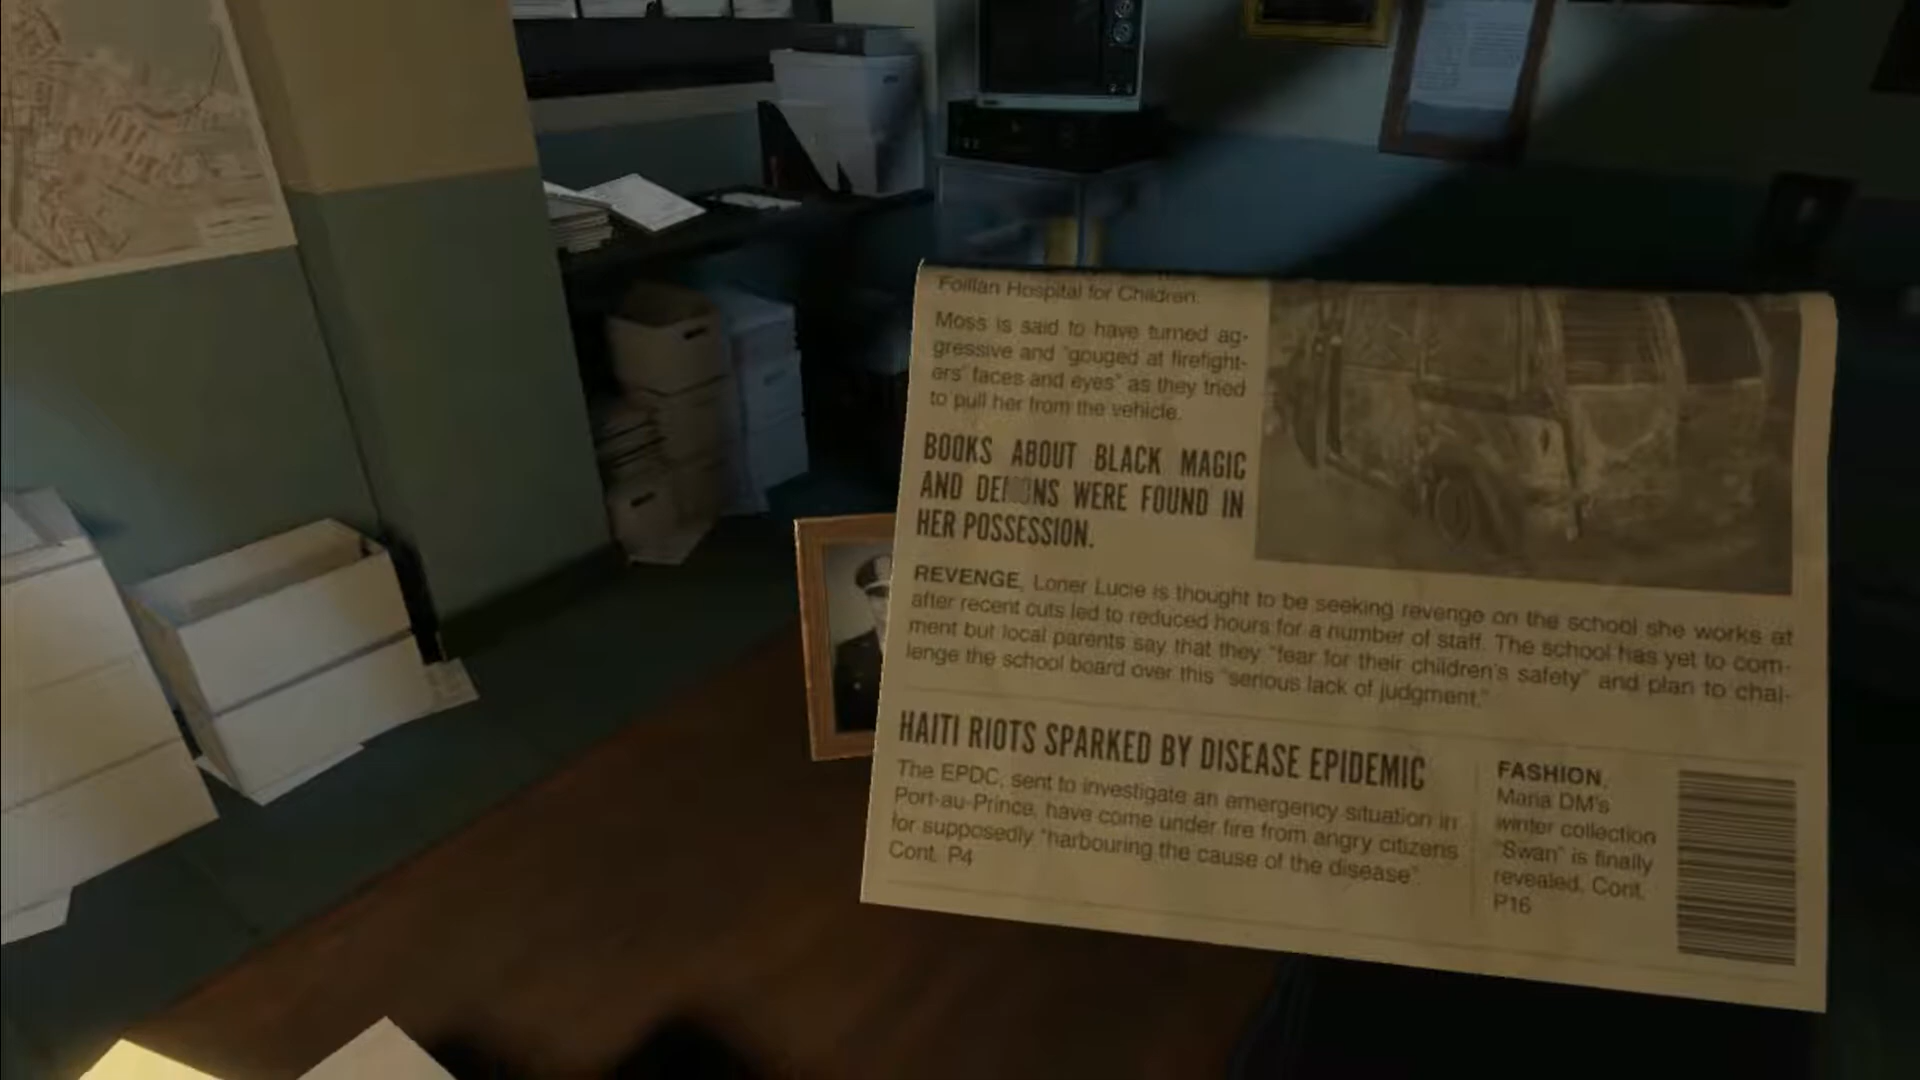 Foillan Hospital for Children.
Moss is said to have turned ag-
gressive and "gouged at firefight-
ers' faces and eyes" as they tried
to pull her from the vehicle.
BOOKS ABOUT BLACK MAGIC
AND DEMONS WERE FOUND IN
HER POSSESSION.
REVENGE, Loner Lucie is thought to be seeking revenge on the school she works at
after recent cuts led to reduced hours for a number of staff. The school has yet to com-
ment but local parents say that they "fear for their children's safety" and plan to chal-
lenge the school board over this "serious lack of judgment."
HAITI RIOTS SPARKED BY DISEASE EPIDEMIC
The EPDC, sent to investigate an emergency situation in
Port-au-Prince, have come under fire from angry citizens
for supposedly "harbouring the cause of the disease".
Cont. P4
FASHION,
Maria DM's
winter collection
"Swan" is finally
revealed. Cont.
P16